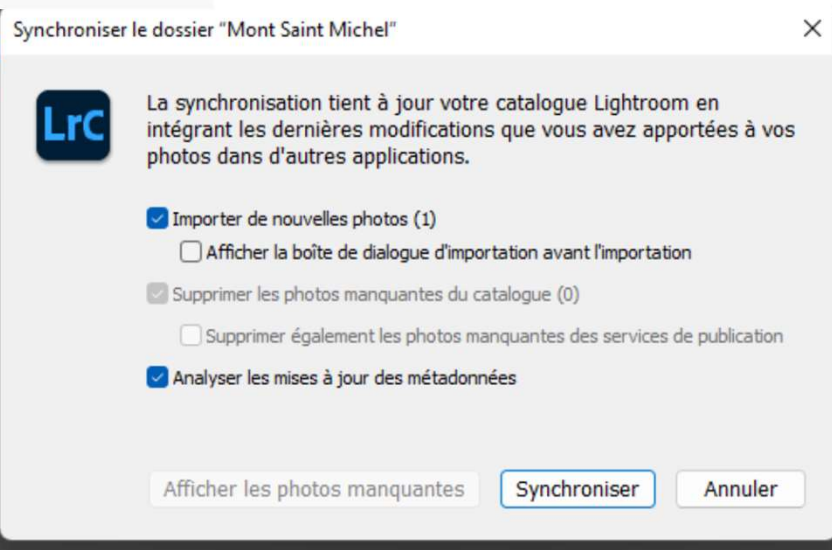 Synchroniser le dossier “Mont Saint Michel”
LrC
La synchronisation tient à jour votre catalogue Lightroom en
intégrant les dernières modifications que vous avez apportées à vos
photos dans d'autres applications.
Importer de nouvelles photos (1)
Afficher la boîte de dialogue d'importation avant l'importation
Supprimer les photos manquantes du catalogue (0)
Supprimer également les photos manquantes des services de publication
Analyser les mises à jour des métadonnées
Afficher les photos manquantes Synchroniser Annuler